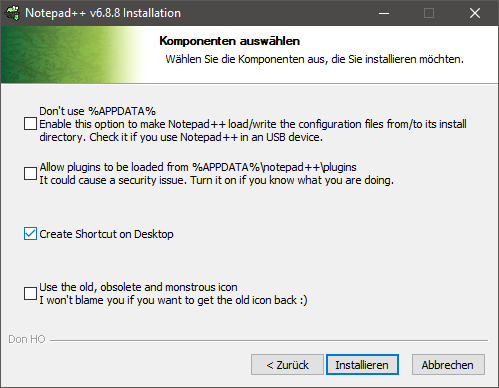 Notepad++ v6.8.8 Installation
Komponenten auswählen
Wählen Sie die Komponenten aus, die Sie installieren möchten.
Don't use %APPDATA%
Enable this option to make Notepad++ load/write the configuration files from/to its install
directory. Check it if you use Notepad++ in an USB device.
Allow plugins to be loaded from %APPDATA%\notepad++\plugins
It could cause a security issue. Turn it on if you know what you are doing.
Create Shortcut on Desktop
Use the old, obsolete and monstrous icon
I won't blame you if you want to get the old icon back :)
Don HO
< Zurück
Installieren
Abbrechen